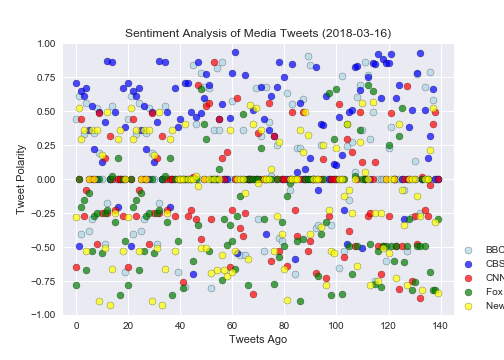 Sentiment Analysis of Media Tweets (2018-03-16)
1.00
0.75
0.50
0.25
0.00
−0.25
−0.50
−0.75
−1.00
Tweet Polarity
0 20 40 60 80 100 120 140
Tweets Ago
BBC
CBS
CNN
Fox
New